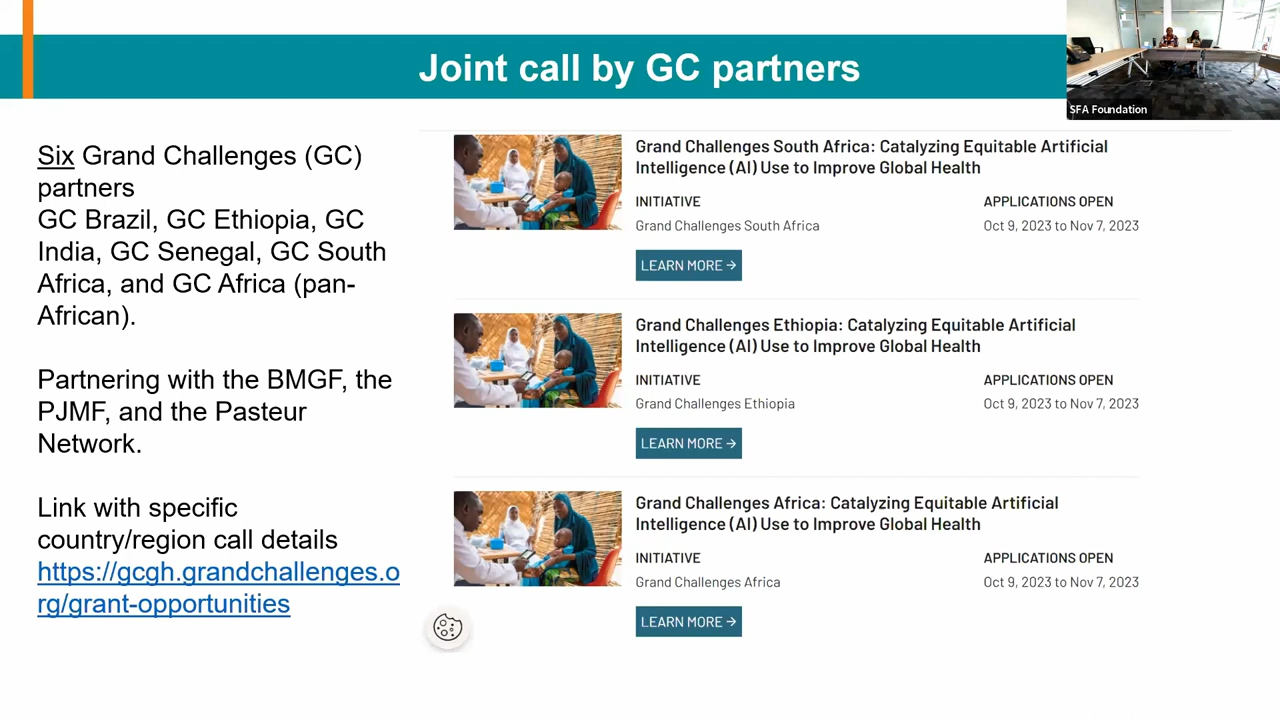 Joint call by GC partners
SFA Foundation
Six Grand Challenges (GC)
partners
GC Brazil, GC Ethiopia, GC
India, GC Senegal, GC South
Africa, and GC Africa (pan-
African).
Partnering with the BMGF, the
PJMF, and the Pasteur
Network.
Link with specific
country/region call details
https://gcgh.grandchallenges.o
rg/grant-opportunities
Grand Challenges South Africa: Catalyzing Equitable Artificial
Intelligence (AI) Use to Improve Global Health
INITIATIVE
APPLICATIONS OPEN
Grand Challenges South Africa
Oct 9, 2023 to Nov 7, 2023
LEARN MORE →
Grand Challenges Ethiopia: Catalyzing Equitable Artificial
Intelligence (AI) Use to Improve Global Health
INITIATIVE
APPLICATIONS OPEN
Grand Challenges Ethiopia
Oct 9, 2023 to Nov 7, 2023
LEARN MORE →
Grand Challenges Africa: Catalyzing Equitable Artificial
Intelligence (AI) Use to Improve Global Health
INITIATIVE
APPLICATIONS OPEN
Grand Challenges Africa
Oct 9, 2023 to Nov 7, 2023
LEARN MORE →